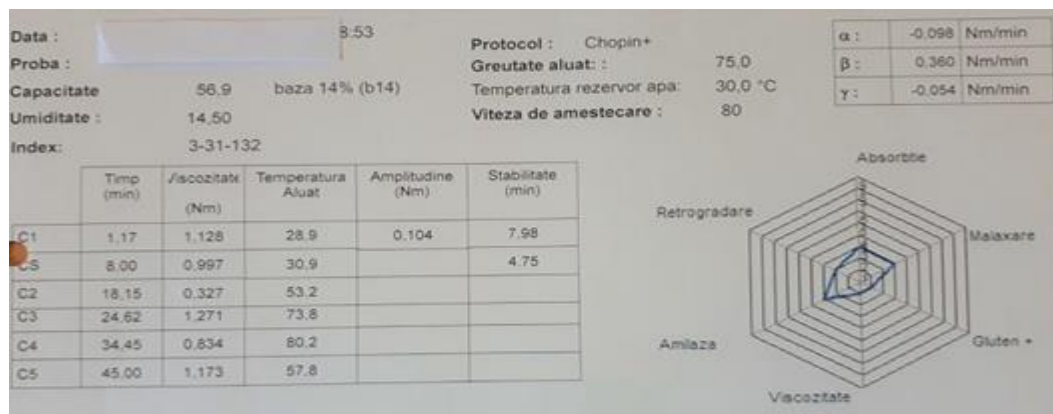 Data : 8:53
Proba :
Capacitate 56,9 baza 14% (b14)
Umiditate : 14,50
Index: 3-31-132
Protocol : Chopin+
Greutate aluat: : 75,0
Temperatura rezervor apa: 30,0 °C
Viteza de amestecare : 80
α : -0,098 Nm/min
β : 0,360 Nm/min
γ : -0,054 Nm/min
Timp (min) Viscozitate (Nm) Temperatura Aluat Amplitudine (Nm) Stabilitate (min)
C1 1,17 1,128 28,9 0,104 7,98
CS 8,00 0,997 30,9 4,75
C2 18,15 0,327 53,2
C3 24,62 1,271 73,8
C4 34,45 0,834 80,2
C5 45,00 1,173 57,8
Absorbtie
Retrogradare
Malaxare
Amilaza
Gluten +
Viscozitate